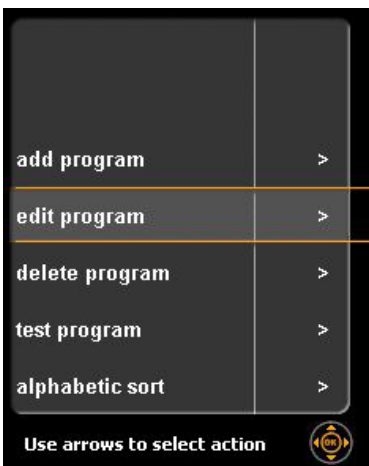 add program >
edit program >
delete program >
test program >
alphabetic sort >
Use arrows to select action OK